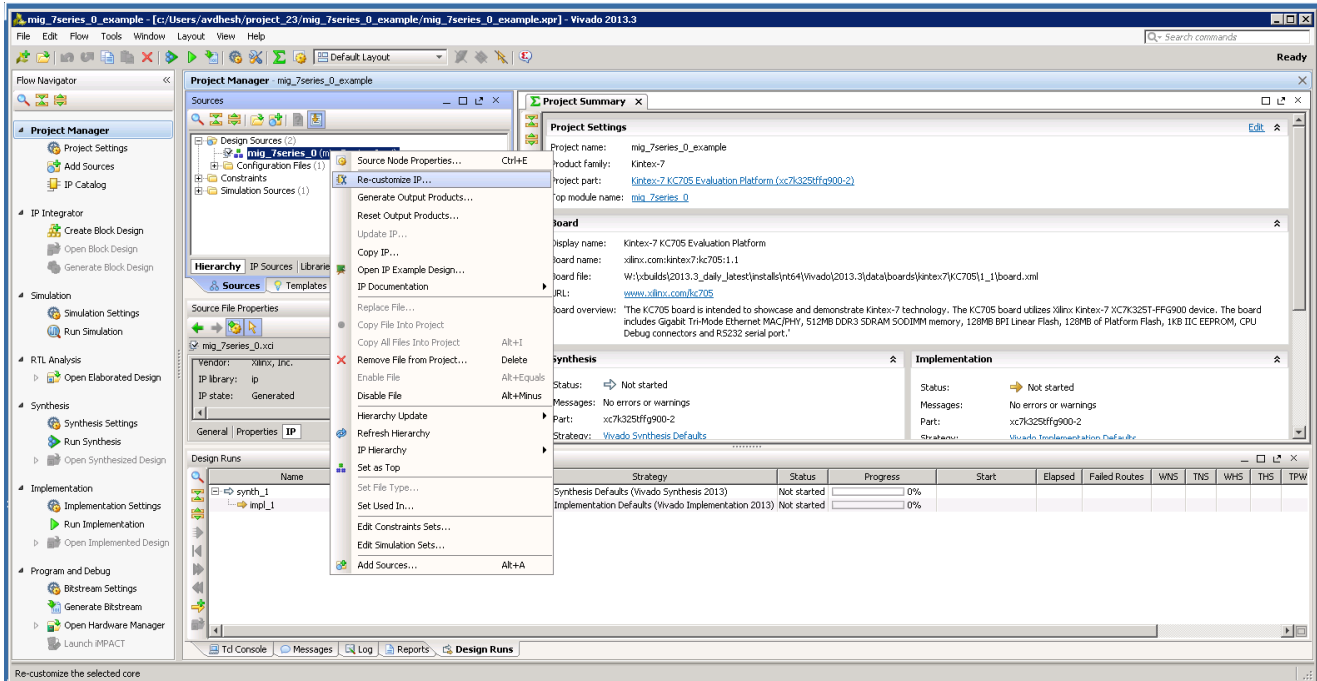 mig_7series_0_example - [c:/Users/avdhesh/project_23/mig_7series_0_example/mig_7series_0_example.xpr] - Vivado 2013.3
File Edit Flow Tools Window Layout View Help
Search commands
Default Layout
Ready
Flow Navigator
Project Manager
Project Settings
Add Sources
IP Catalog
IP Integrator
Create Block Design
Open Block Design
Generate Block Design
Simulation
Simulation Settings
Run Simulation
RTL Analysis
Open Elaborated Design
Synthesis
Synthesis Settings
Run Synthesis
Open Synthesized Design
Implementation
Implementation Settings
Run Implementation
Open Implemented Design
Program and Debug
Bitstream Settings
Generate Bitstream
Open Hardware Manager
Launch iMPACT
Project Manager - mig_7series_0_example
Sources
Design Sources (2)
mig_7series_0
Configuration Files (1)
Constraints
Simulation Sources (1)
Hierarchy IP Sources Librarie
Sources Templates
Source File Properties
mig_7series_0.xci
Vendor: Xilinx, Inc.
IP library: ip
IP state: Generated
General Properties IP
Source Node Properties... Ctrl+E
Re-customize IP...
Generate Output Products...
Reset Output Products...
Update IP...
Copy IP...
Open IP Example Design...
IP Documentation
Replace File...
Copy File Into Project
Copy All Files Into Project Alt+I
Remove File from Project... Delete
Enable File Alt+Equals
Disable File Alt+Minus
Hierarchy Update
Refresh Hierarchy
IP Hierarchy
Set as Top
Set File Type...
Set Used In...
Edit Constraints Sets...
Edit Simulation Sets...
Add Sources... Alt+A
Project Summary
Project Settings Edit
Project name: mig_7series_0_example
Product family: Kintex-7
Project part: Kintex-7 KC705 Evaluation Platform (xc7k325tffg900-2)
Top module name: mig_7series_0
Board
Display name: Kintex-7 KC705 Evaluation Platform
Board name: xilinx.com:kintex7:kc705:1.1
Board file: W:\xbuilds\2013.3_daily_latest\installs\nt64\Vivado\2013.3\data\boards\kintex7\KC705\1_1\board.xml
URL: www.xilinx.com/kc705
Board overview: 'The KC705 board is intended to showcase and demonstrate Kintex-7 technology. The KC705 board utilizes Xilinx Kintex-7 XC7K325T-FFG900 device. The board
includes Gigabit Tri-Mode Ethernet MAC/PHY, 512MB DDR3 SDRAM SODIMM memory, 128MB BPI Linear Flash, 128MB of Platform Flash, 1KB IIC EEPROM, CPU
Debug connectors and RS232 serial port.'
Synthesis
Status: Not started
Messages: No errors or warnings
Part: xc7k325tffg900-2
Strategy: Vivado Synthesis Defaults
Implementation
Status: Not started
Messages: No errors or warnings
Part: xc7k325tffg900-2
Strategy: Vivado Implementation Defaults
Design Runs
Name Strategy Status Progress Start Elapsed Failed Routes WNS TNS WHS THS TPW
synth_1 Synthesis Defaults (Vivado Synthesis 2013) Not started 0%
impl_1 Implementation Defaults (Vivado Implementation 2013) Not started 0%
Tcl Console Messages Log Reports Design Runs
Re-customize the selected core